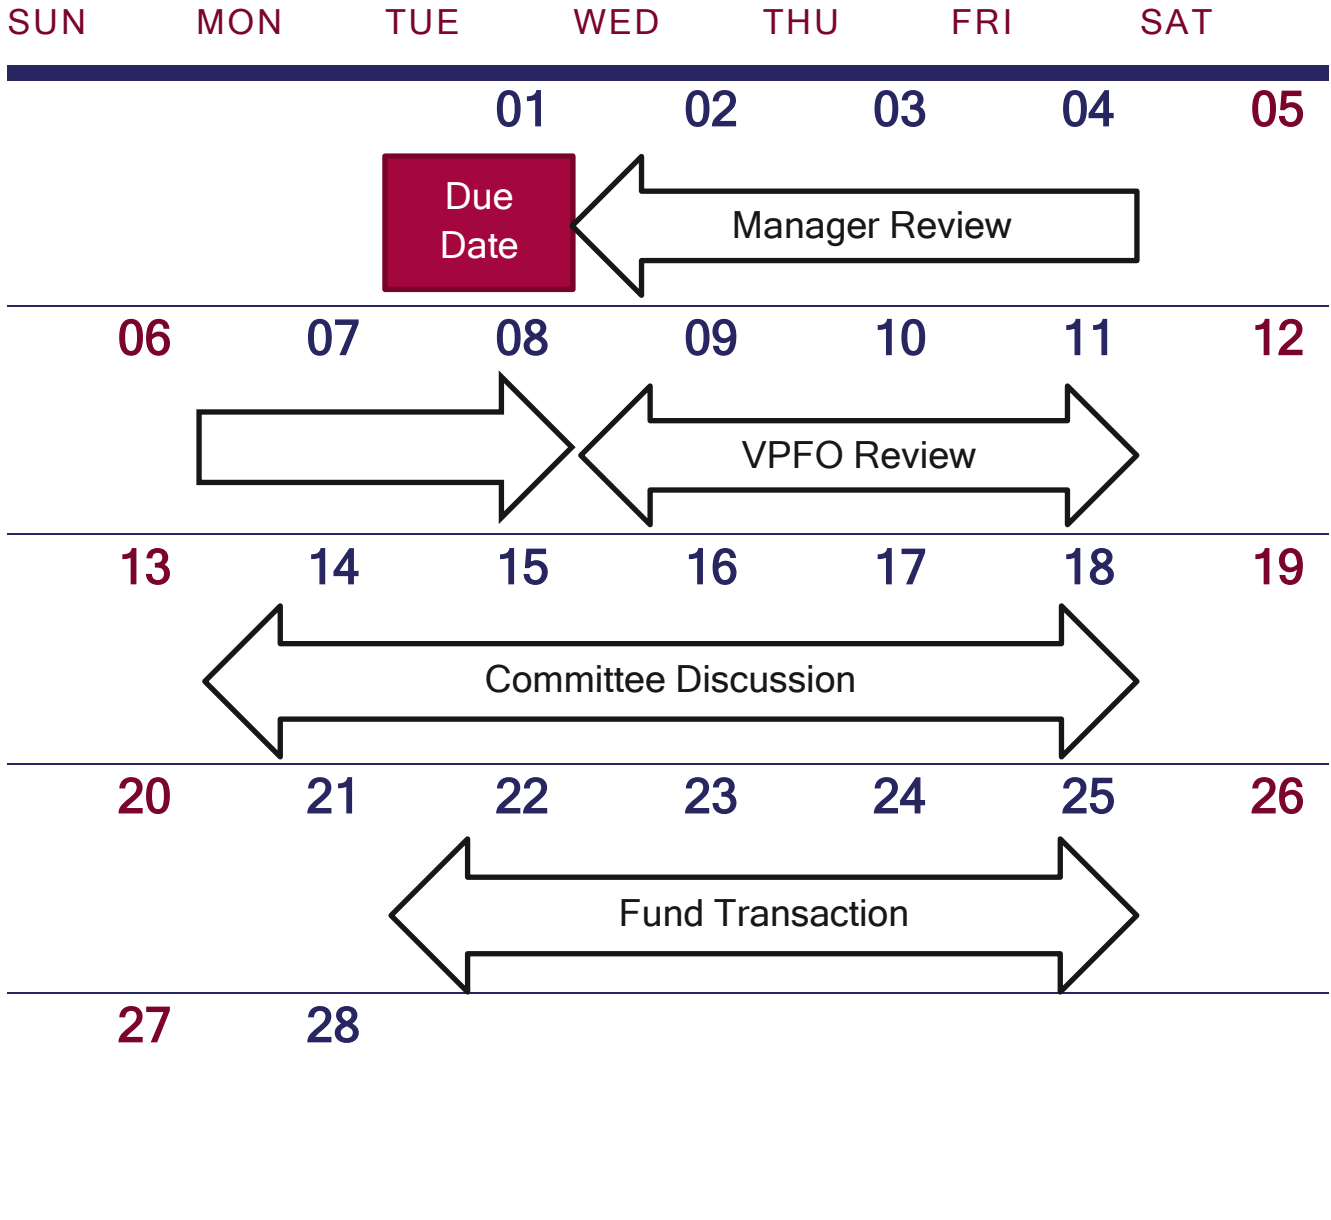 SUN MON TUE WED THU FRI SAT
01 02 03 04 05
Due
Date
Manager Review
06 07 08 09 10 11 12
VPFO Review
13 14 15 16 17 18 19
Committee Discussion
20 21 22 23 24 25 26
Fund Transaction
27 28